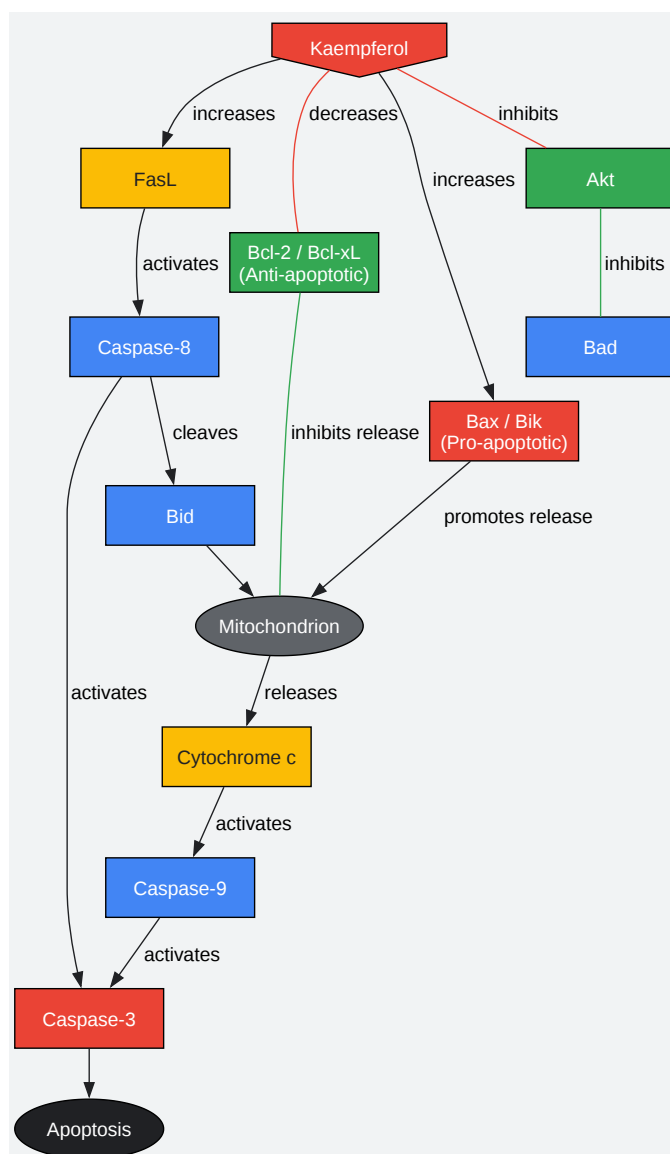 Kaempferol
increases
decreases
inhibits
FasL
increases
Akt
activates
Bcl-2 / Bcl-xL
(Anti-apoptotic)
inhibits
Caspase-8
Bad
cleaves
inhibits release
Bax / Bik
(Pro-apoptotic)
Bid
promotes release
Mitochondrion
activates
releases
Cytochrome c
activates
Caspase-9
activates
Caspase-3
Apoptosis